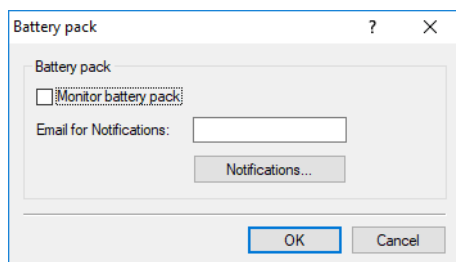 Battery pack ?
Battery pack
Monitor battery pack
Email for Notifications:
Notifications...
OK Cancel